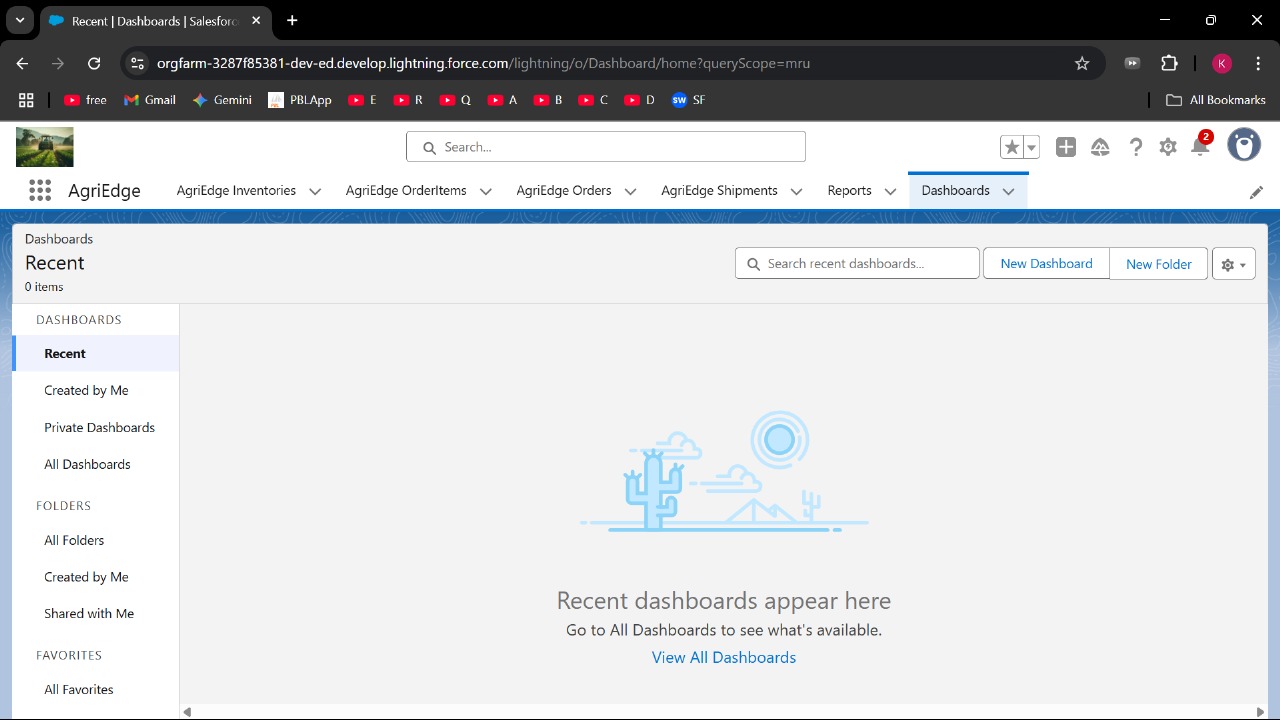 Recent | Dashboards | Salesforc
orgfarm-3287f85381-dev-ed.develop.lightning.force.com/lightning/o/Dashboard/home?queryScope=mru
K
free Gmail Gemini PBLApp E R Q A B C D SW SF All Bookmarks
Search...
2
AgriEdge AgriEdge Inventories AgriEdge OrderItems AgriEdge Orders AgriEdge Shipments Reports Dashboards
Dashboards
Recent
0 items
Search recent dashboards...
New Dashboard
New Folder
DASHBOARDS
Recent
Created by Me
Private Dashboards
All Dashboards
FOLDERS
All Folders
Created by Me
Shared with Me
FAVORITES
All Favorites
Recent dashboards appear here
Go to All Dashboards to see what's available.
View All Dashboards